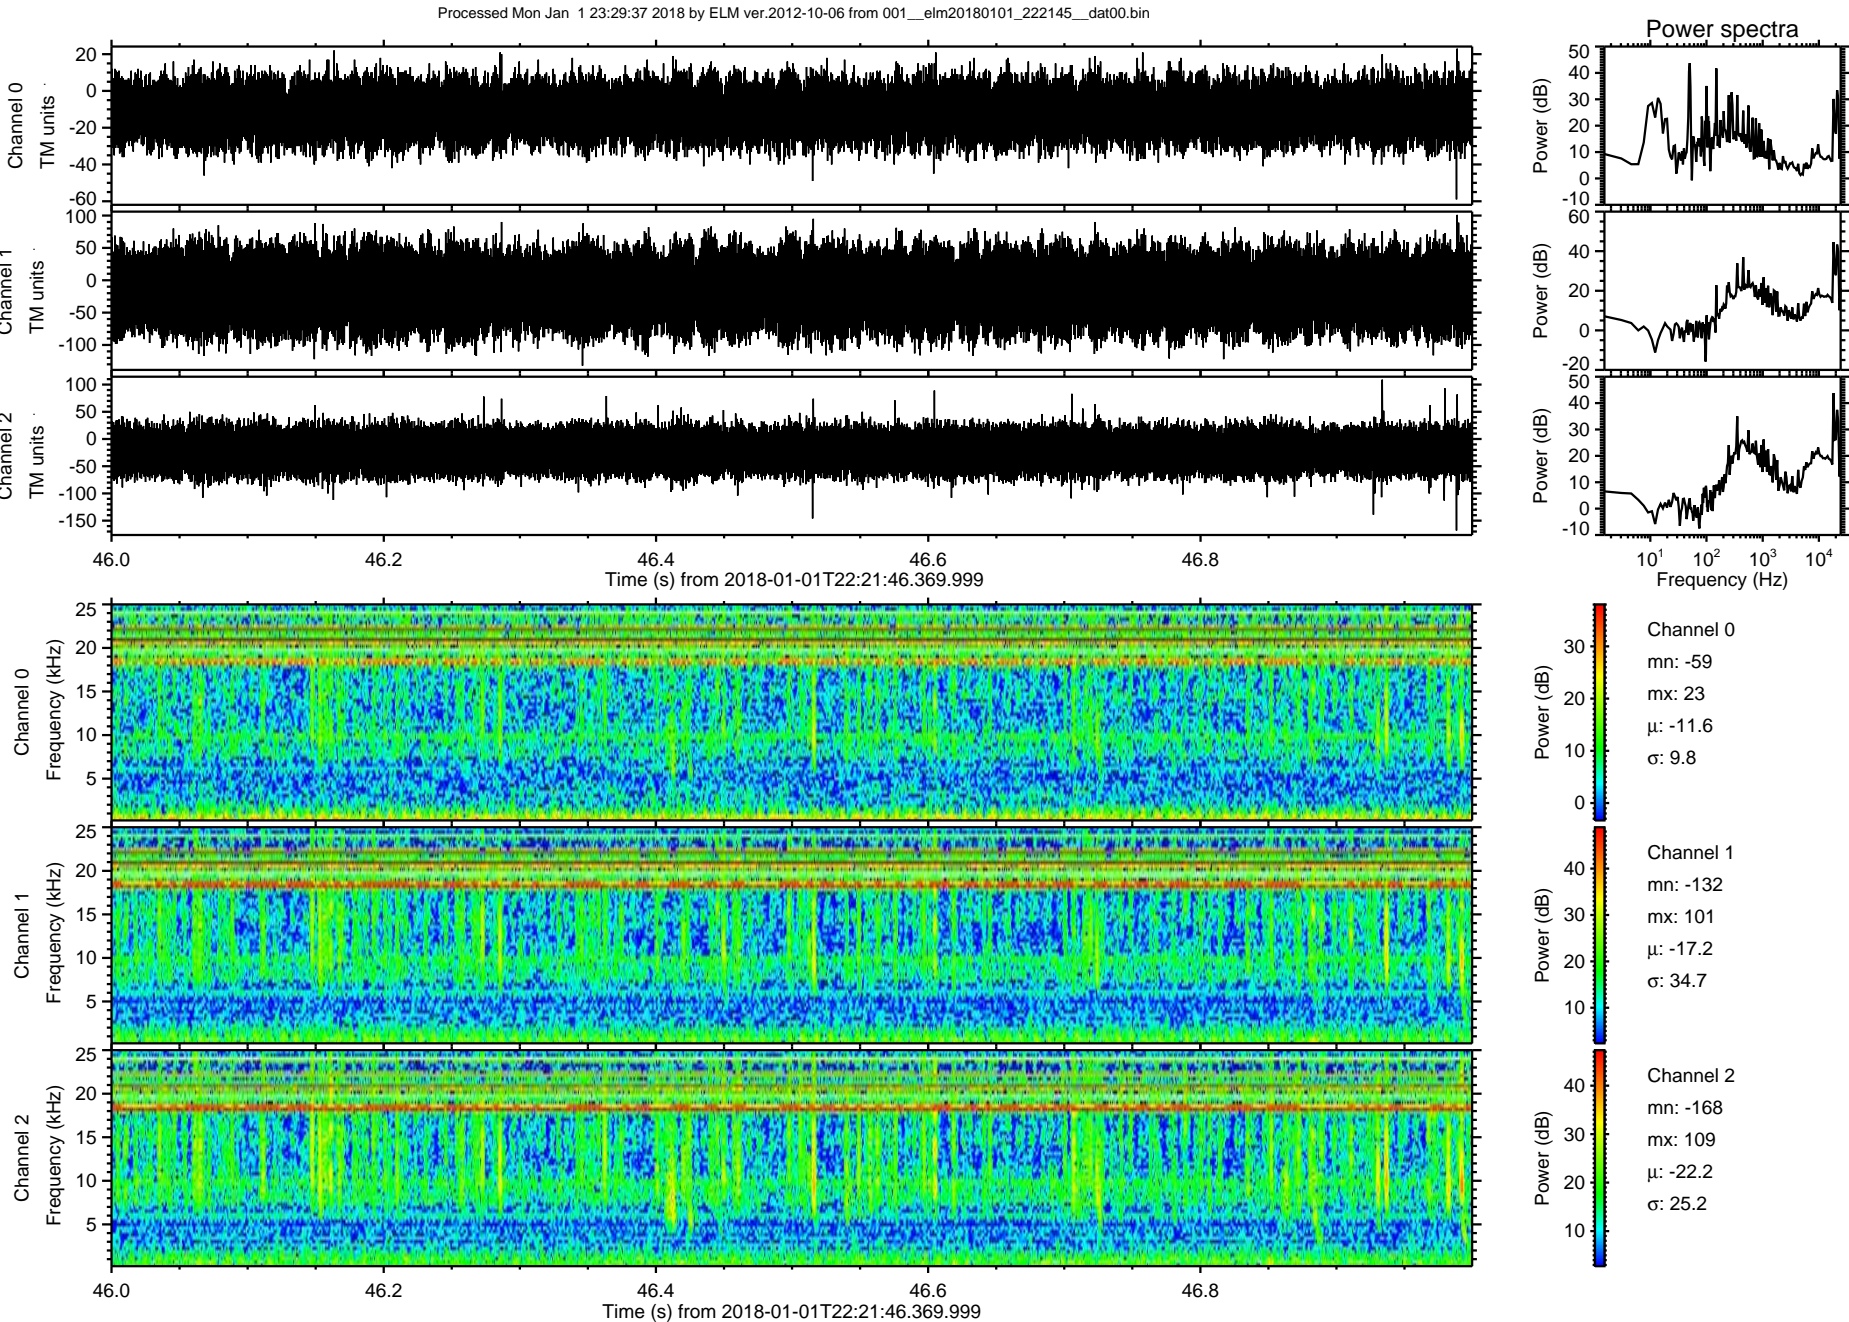 Processed Mon Jan 1 23:29:37 2018 by ELM ver.2012-10-06 from 001__elm20180101_222145__dat00.bin
Power spectra
Channel 0
TM units
20
0
-20
-40
-60
Power (dB)
50
40
30
20
10
0
-10
Channel 1
TM units
100
50
0
-50
-100
Power (dB)
60
40
20
0
-20
Channel 2
TM units
100
50
0
-50
-100
-150
Power (dB)
50
40
30
20
10
0
-10
46.0 46.2 46.4 46.6 46.8
Time (s) from 2018-01-01T22:21:46.369.999
10^1 10^2 10^3 10^4
Frequency (Hz)
Channel 0
Frequency (kHz)
25
20
15
10
5
Power (dB)
30
20
10
0
Channel 0
mn: -59
mx: 23
μ: -11.6
σ: 9.8
Channel 1
Frequency (kHz)
25
20
15
10
5
Power (dB)
40
30
20
10
Channel 1
mn: -132
mx: 101
μ: -17.2
σ: 34.7
Channel 2
Frequency (kHz)
25
20
15
10
5
Power (dB)
40
30
20
10
Channel 2
mn: -168
mx: 109
μ: -22.2
σ: 25.2
46.0 46.2 46.4 46.6 46.8
Time (s) from 2018-01-01T22:21:46.369.999